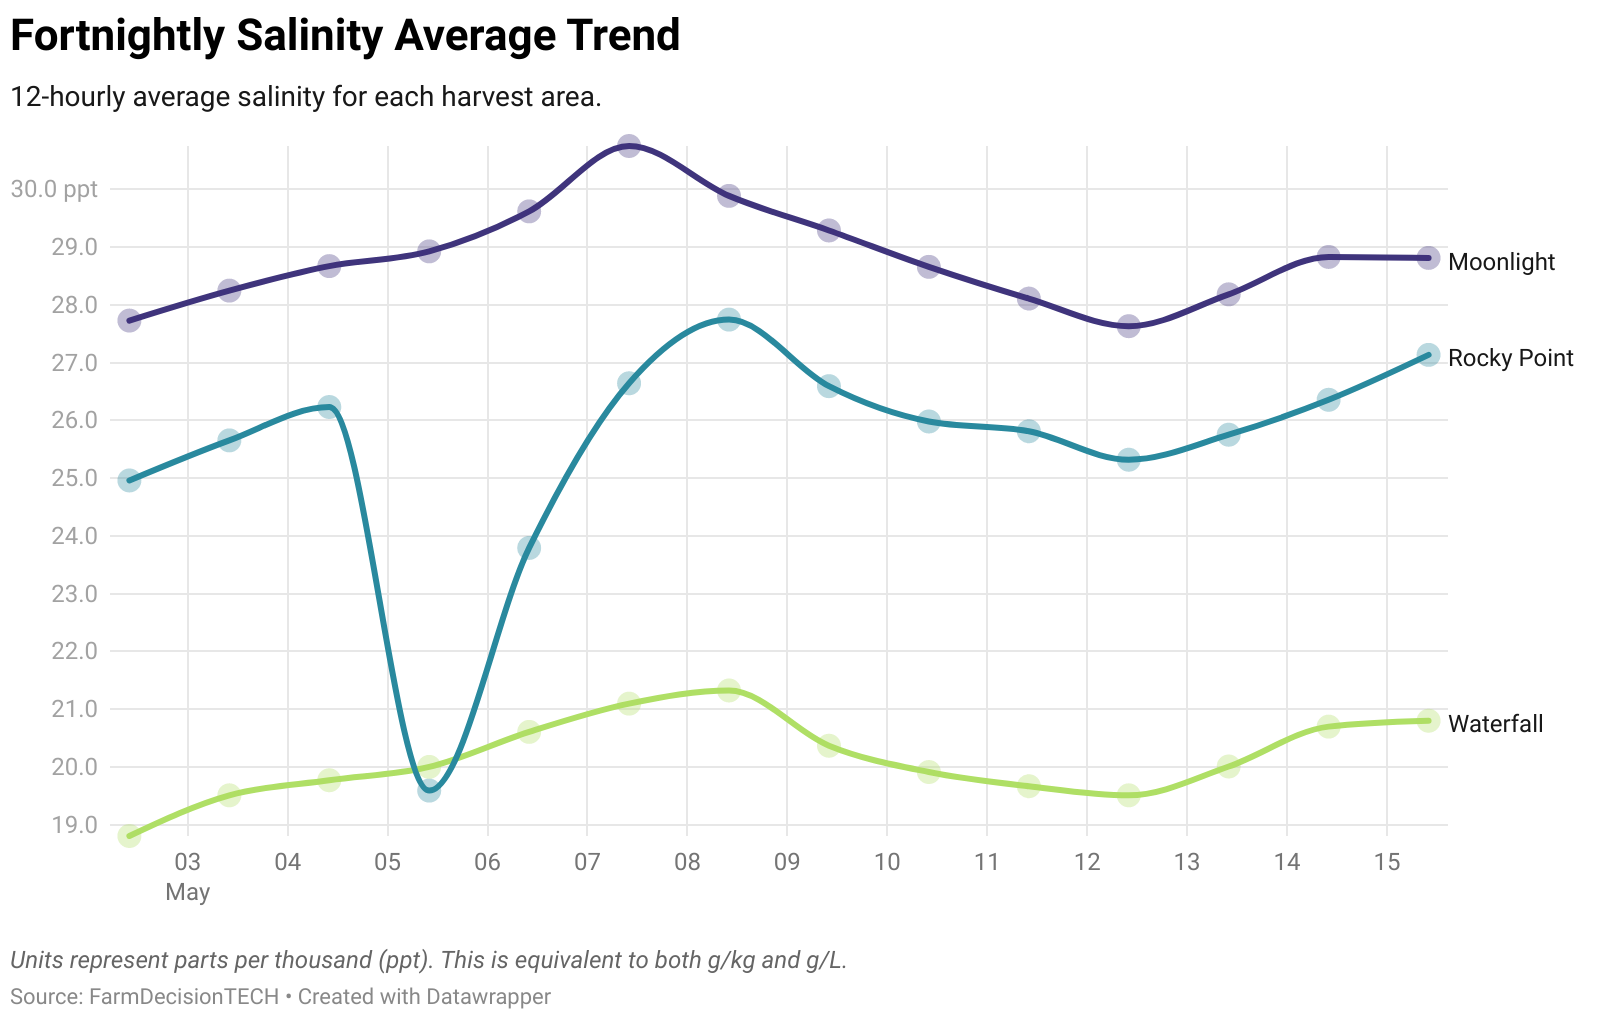 Fortnightly Salinity Average Trend
12-hourly average salinity for each harvest area.
30.0 ppt
29.0
28.0
27.0
26.0
25.0
24.0
23.0
22.0
21.0
20.0
19.0
Moonlight
Rocky Point
Waterfall
03 04 05 06 07 08 09 10 11 12 13 14 15
May
Units represent parts per thousand (ppt). This is equivalent to both g/kg and g/L.
Source: FarmDecisionTECH • Created with Datawrapper